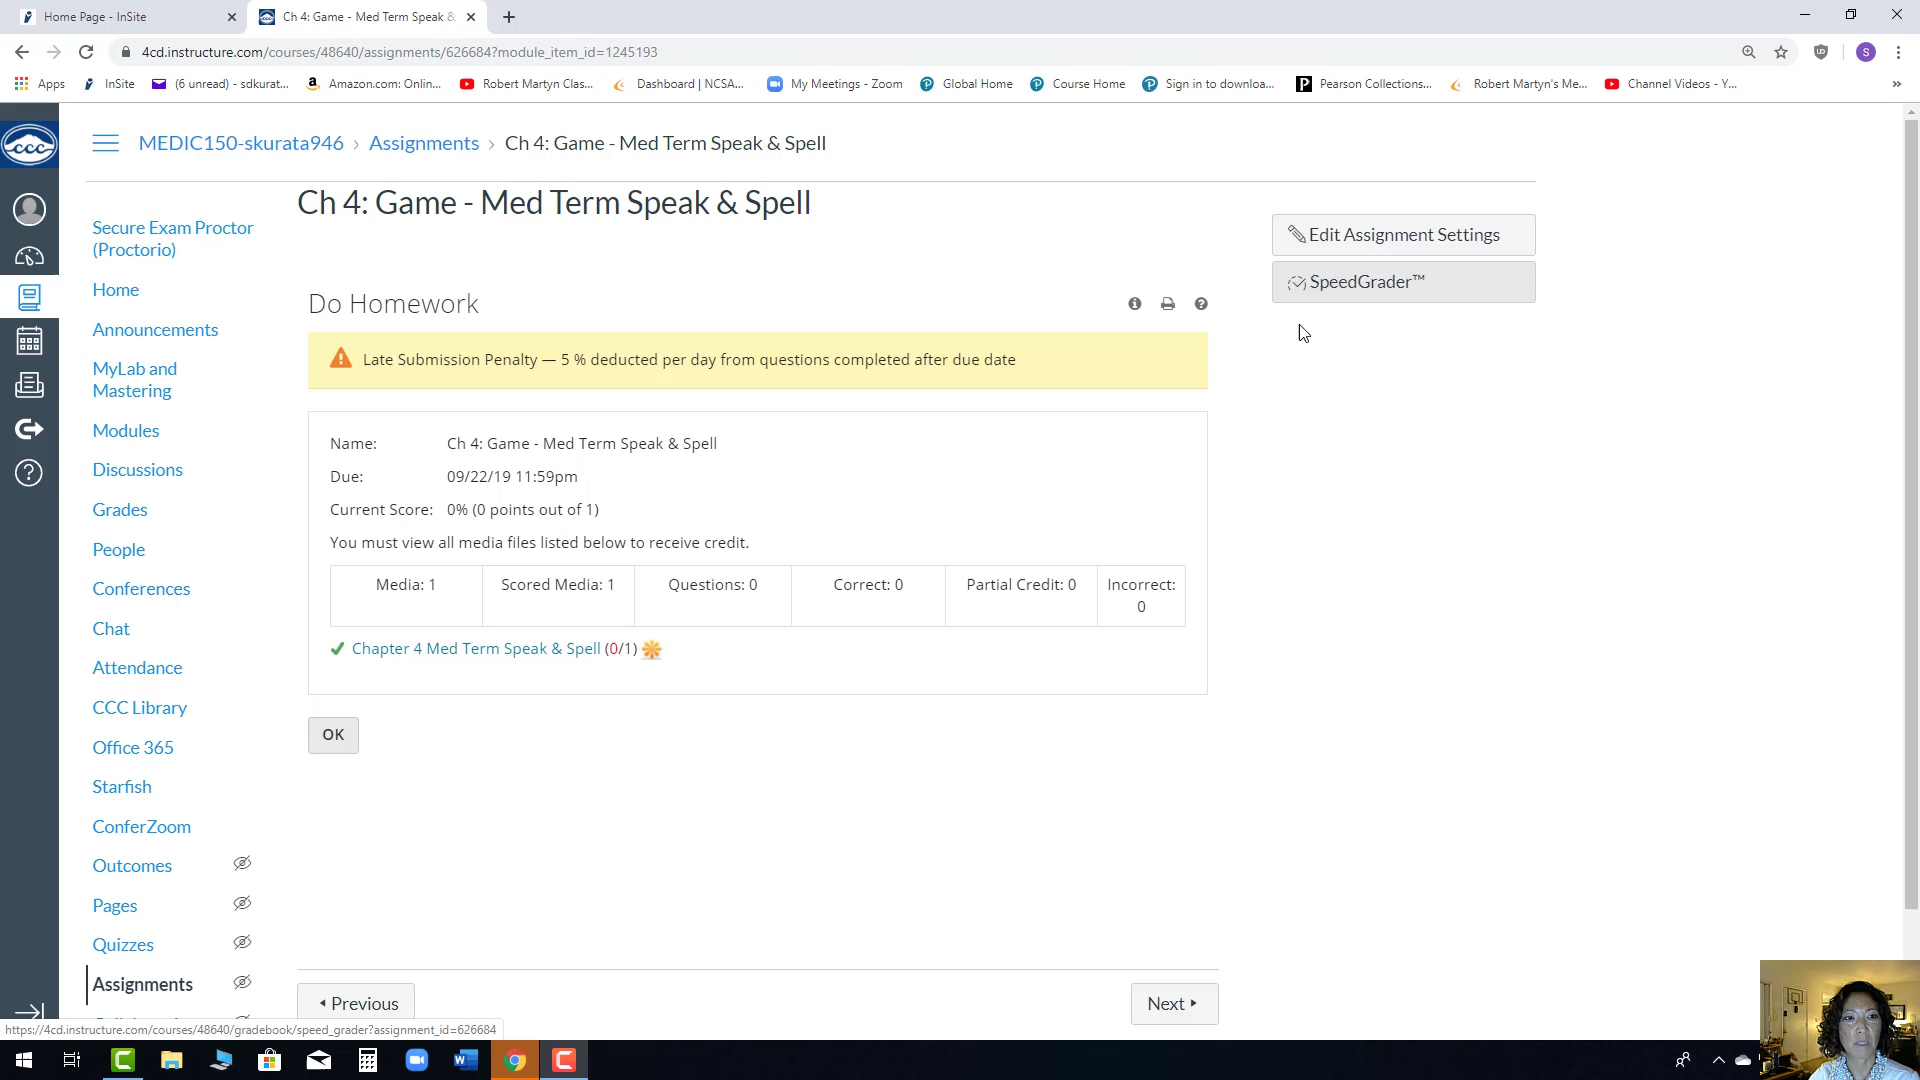 Home Page - InSite
Ch 4: Game - Med Term Speak &
4cd.instructure.com/courses/48640/assignments/626684?module_item_id=1245193
S
Apps
InSite
(6 unread) - sdkurat...
Amazon.com: Onlin...
Robert Martyn Clas...
Dashboard | NCSA...
My Meetings - Zoom
Global Home
Course Home
Sign in to downloa...
Pearson Collections...
Robert Martyn's Me...
Channel Videos - Y...
»
CCC
MEDIC150-skurata946 › Assignments › Ch 4: Game - Med Term Speak & Spell
Ch 4: Game - Med Term Speak & Spell
Edit Assignment Settings
SpeedGrader™
Secure Exam Proctor
(Proctorio)
Home
Announcements
MyLab and
Mastering
Modules
Discussions
Grades
People
Conferences
Chat
Attendance
CCC Library
Office 365
Starfish
ConferZoom
Outcomes
Pages
Quizzes
Assignments
Do Homework
Late Submission Penalty — 5 % deducted per day from questions completed after due date
Name: Ch 4: Game - Med Term Speak & Spell
Due: 09/22/19 11:59pm
Current Score: 0% (0 points out of 1)
You must view all media files listed below to receive credit.
Media: 1
Scored Media: 1
Questions: 0
Correct: 0
Partial Credit: 0
Incorrect:
0
Chapter 4 Med Term Speak & Spell (0/1)
OK
Previous
Next
https://4cd.instructure.com/courses/48640/gradebook/speed_grader?assignment_id=626684